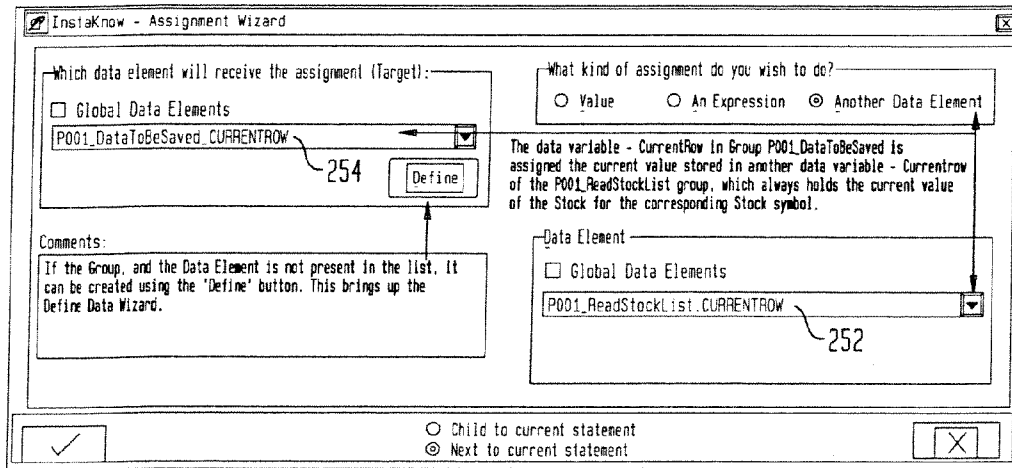 InstaKnow - Assignment Wizard
Which data element will receive the assignment (Target):
Global Data Elements
P001_DataToBeSaved_CURRENTROW
254
Define
Comments:
If the Group, and the Data Element is not present in the list, it
can be created using the 'Define' button. This brings up the
Define Data Wizard.
What kind of assignment do you wish to do?
Value
An Expression
Another Data Element
The data variable - CurrentRow in Group P001_DataToBeSaved is
assigned the current value stored in another data variable - Currentrow
of the P001_ReadStockList group, which always holds the current value
of the Stock for the corresponding Stock symbol.
Data Element
Global Data Elements
P001_ReadStockList.CURRENTROW
252
Child to current statement
Next to current statement